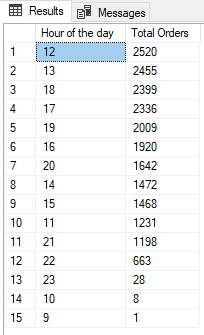 Results Messages
Hour of the day Total Orders
1 12 2520
2 13 2455
3 18 2399
4 17 2336
5 19 2009
6 16 1920
7 20 1642
8 14 1472
9 15 1468
10 11 1231
11 21 1198
12 22 663
13 23 28
14 10 8
15 9 1